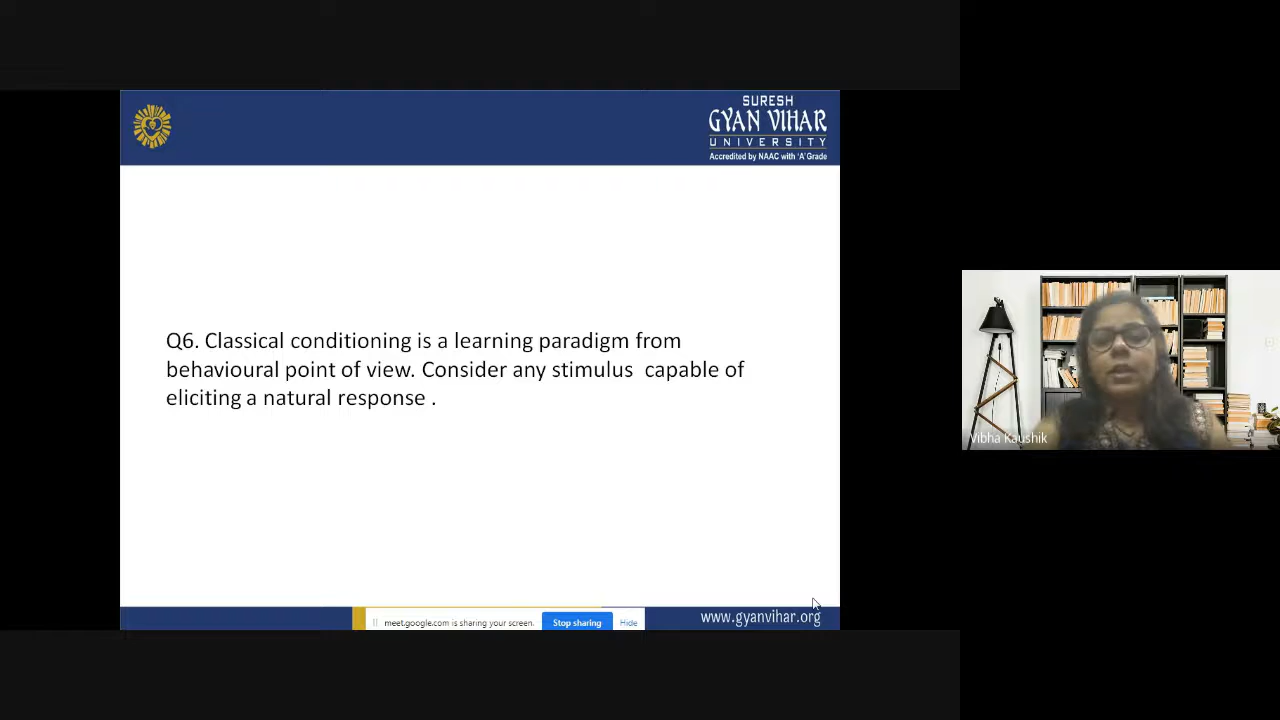 SURESH
GYAN VIHAR
UNIVERSITY
Accredited by NAAC with 'A' Grade
Q6. Classical conditioning is a learning paradigm from
behavioural point of view. Consider any stimulus capable of
eliciting a natural response .
Vibha Kaushik
meet.google.com is sharing your screen.
Stop sharing
Hide
www.gyanvihar.org